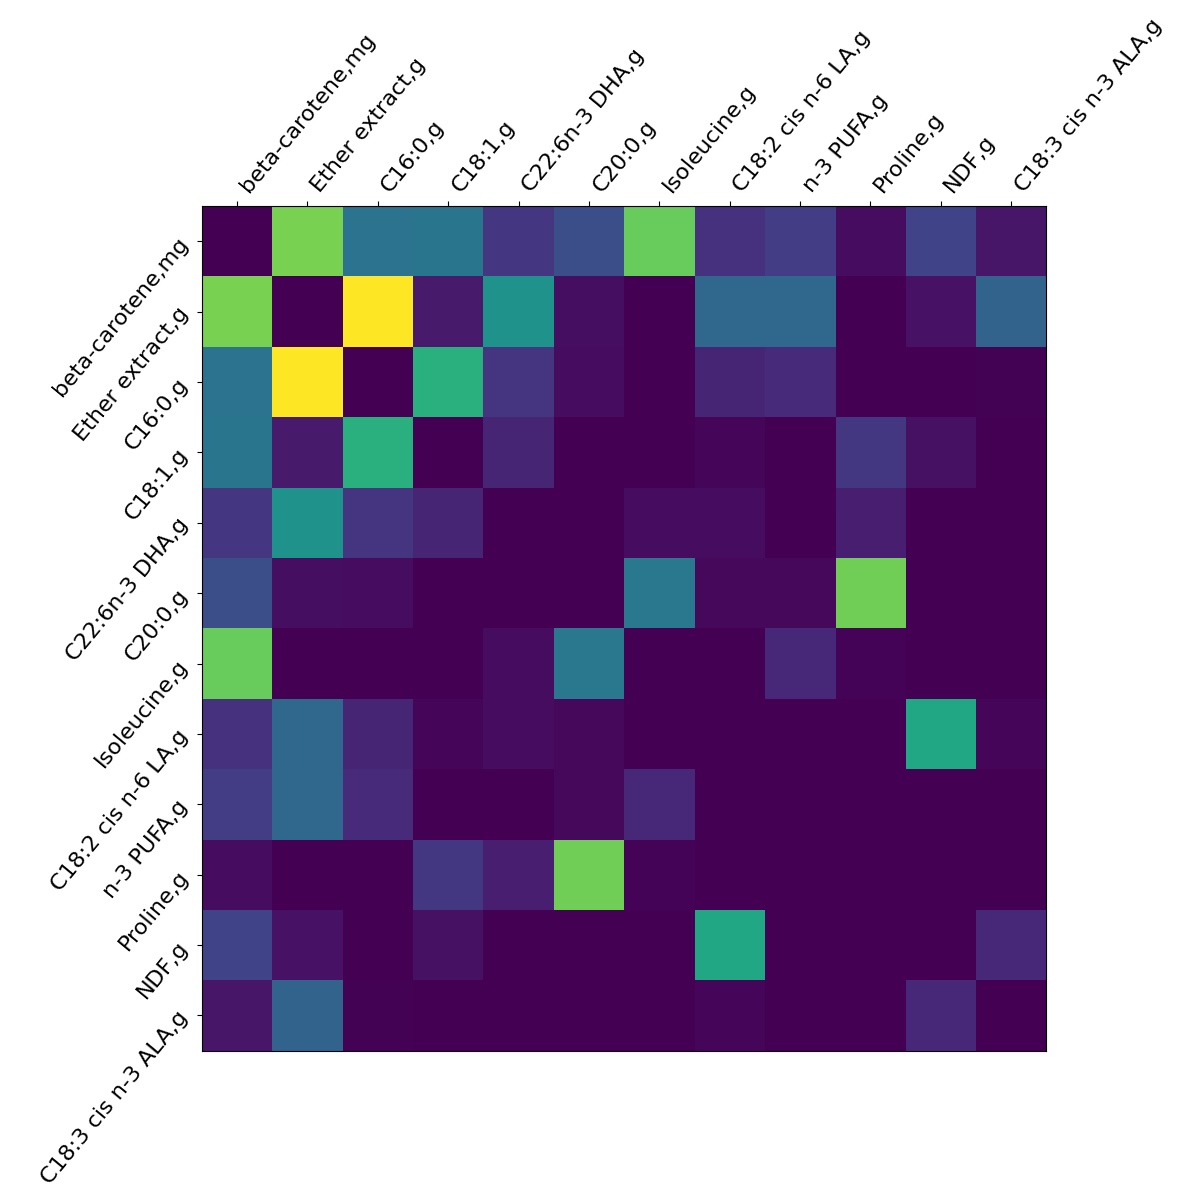 beta-carotene,mg
Ether extract,g
C16:0,g
C18:1,g
C22:6n-3 DHA,g
C20:0,g
Isoleucine,g
C18:2 cis n-6 LA,g
n-3 PUFA,g
Proline,g
NDF,g
C18:3 cis n-3 ALA,g
beta-carotene,mg
Ether extract,g
C16:0,g
C18:1,g
C22:6n-3 DHA,g
C20:0,g
Isoleucine,g
C18:2 cis n-6 LA,g
n-3 PUFA,g
Proline,g
NDF,g
C18:3 cis n-3 ALA,g